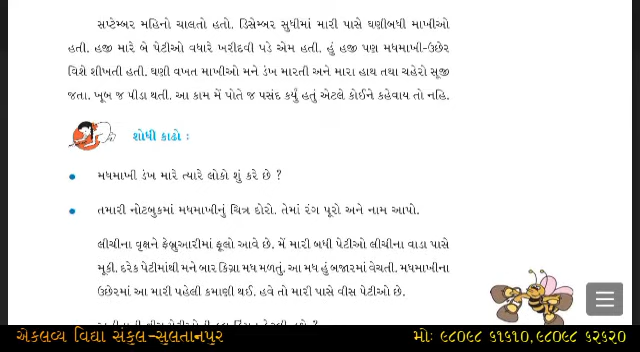 સપ્ટેમ્બર મહિનો ચાલતો હતો. ડિસેમ્બર સુધીમાં મારી પાસે ઘણીબધી માખીઓ
હતી. હજી મારે બે પેટીઓ વધારે ખરીદવી પડે એમ હતી. હું હજી પણ મધમાખી-ઉછેર
વિશે શીખતી હતી. ઘણી વખત માખીઓ મને ડંખ મારતી અને મારા હાથ તથા ચહેરો સૂજી
જતા. ખૂબ જ પીડા થતી. આ કામ મેં પોતે જ પસંદ કર્યું હતું એટલે કોઈને કહેવાય તો નહિ.
શોધી કાઢો :
• મધમાખી ડંખ મારે ત્યારે લોકો શું કરે છે ?
• તમારી નોટબુકમાં મધમાખીનું ચિત્ર દોરો. તેમાં રંગ પૂરો અને નામ આપો.
લીચીના વૃક્ષને ફેબ્રુઆરીમાં ફૂલો આવે છે. મેં મારી બધી પેટીઓ લીચીના વાડા પાસે
મૂકી. દરેક પેટીમાંથી મને બાર કિગ્રા મધ મળતું. આ મધ હું બજારમાં વેચતી. મધમાખીના
ઉછેરમાં આ મારી પહેલી કમાણી થઈ. હવે તો મારી પાસે વીસ પેટીઓ છે.
એકલવ્ય વિદ્યા સંકુલ-સુલતાનપુર મો: ૯૮૦૯૮ ૬૧૬૧૦,૯૮૦૯૮ ૬૨૬૨૦